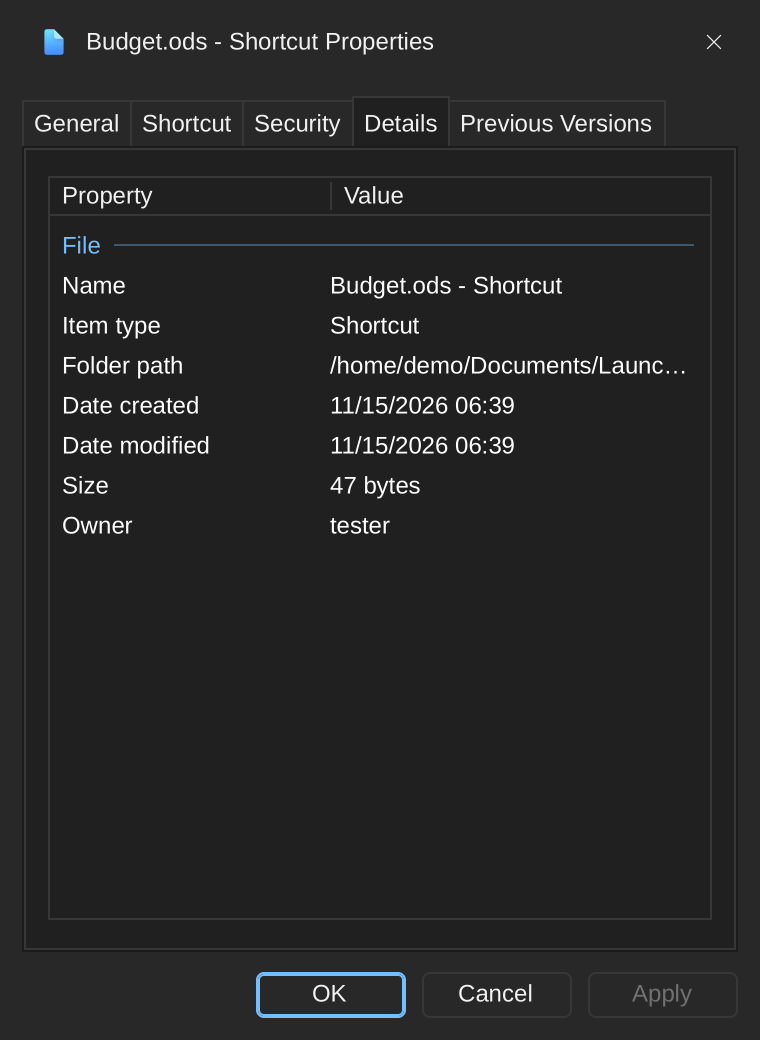 Budget.ods - Shortcut Properties
General Shortcut Security Details Previous Versions
Property Value
File
Name Budget.ods - Shortcut
Item type Shortcut
Folder path /home/demo/Documents/Launc…
Date created 11/15/2026 06:39
Date modified 11/15/2026 06:39
Size 47 bytes
Owner tester
OK Cancel Apply